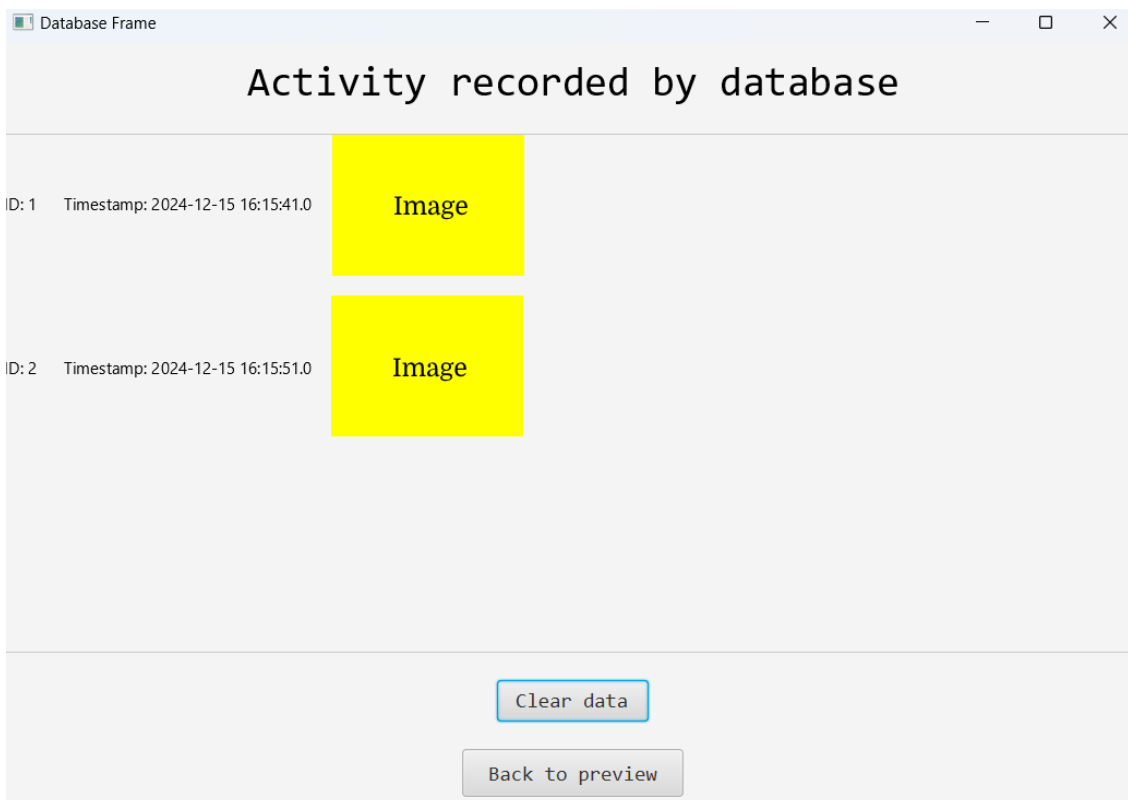 Database Frame
Activity recorded by database
ID: 1 Timestamp: 2024-12-15 16:15:41.0 Image
ID: 2 Timestamp: 2024-12-15 16:15:51.0 Image
Clear data
Back to preview